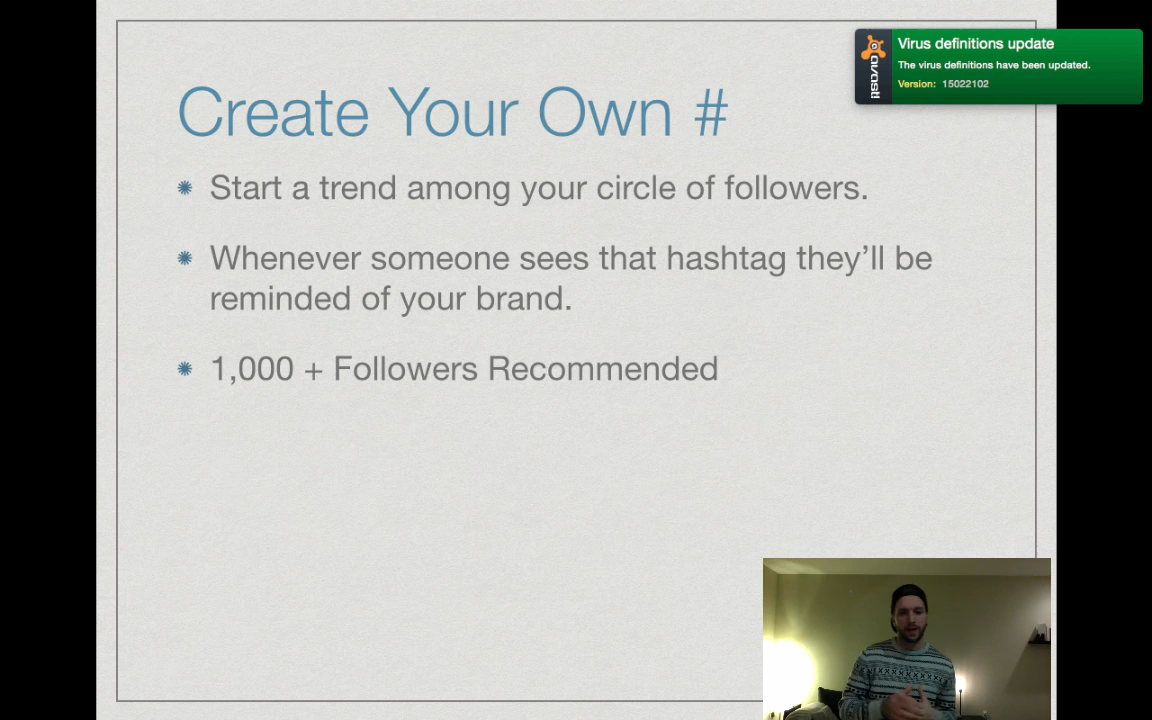 Virus definitions update
The virus definitions have been updated.
Version: 15022102
avast!
Create Your Own #
Start a trend among your circle of followers.
Whenever someone sees that hashtag they'll be
reminded of your brand.
1,000 + Followers Recommended